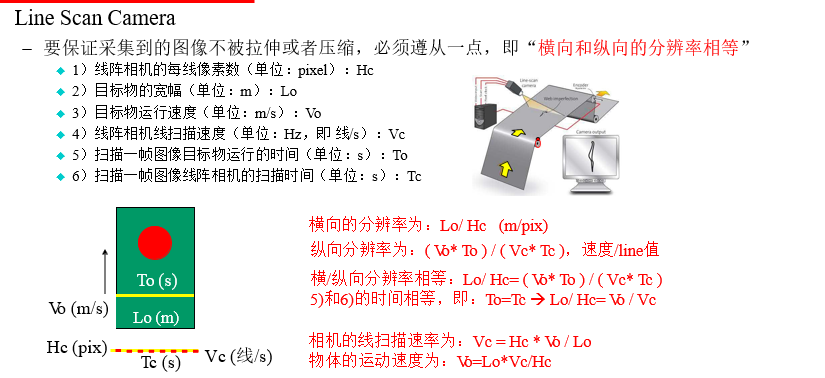 Line Scan Camera
– 要保证采集到的图像不被拉伸或者压缩，必须遵从一点，即“横向和纵向的分辨率相等”
1）线阵相机的每线像素数（单位：pixel）：Hc
2）目标物的宽幅（单位：m）：Lo
3）目标物运行速度（单位：m/s）：Vo
4）线阵相机线扫描速度（单位：Hz，即 线/s）：Vc
5）扫描一帧图像目标物运行的时间（单位：s）：To
6）扫描一帧图像线阵相机的扫描时间（单位：s）：Tc
Line-scan
camera
Encoder
Web imperfection
Camera output
横向的分辨率为：Lo/ Hc   (m/pix)
纵向分辨率为：( Vo* To ) / ( Vc* Tc )，速度/line值
横/纵向分辨率相等：Lo/ Hc= ( Vo* To ) / ( Vc* Tc )
5)和6)的时间相等，即：To=Tc → Lo/ Hc= Vo / Vc
相机的线扫描速率为：Vc = Hc * Vo / Lo
物体的运动速度为：Vo=Lo*Vc/Hc
To (s)
Vo (m/s)
Lo (m)
Hc (pix)
Tc (s)
Vc (线/s)